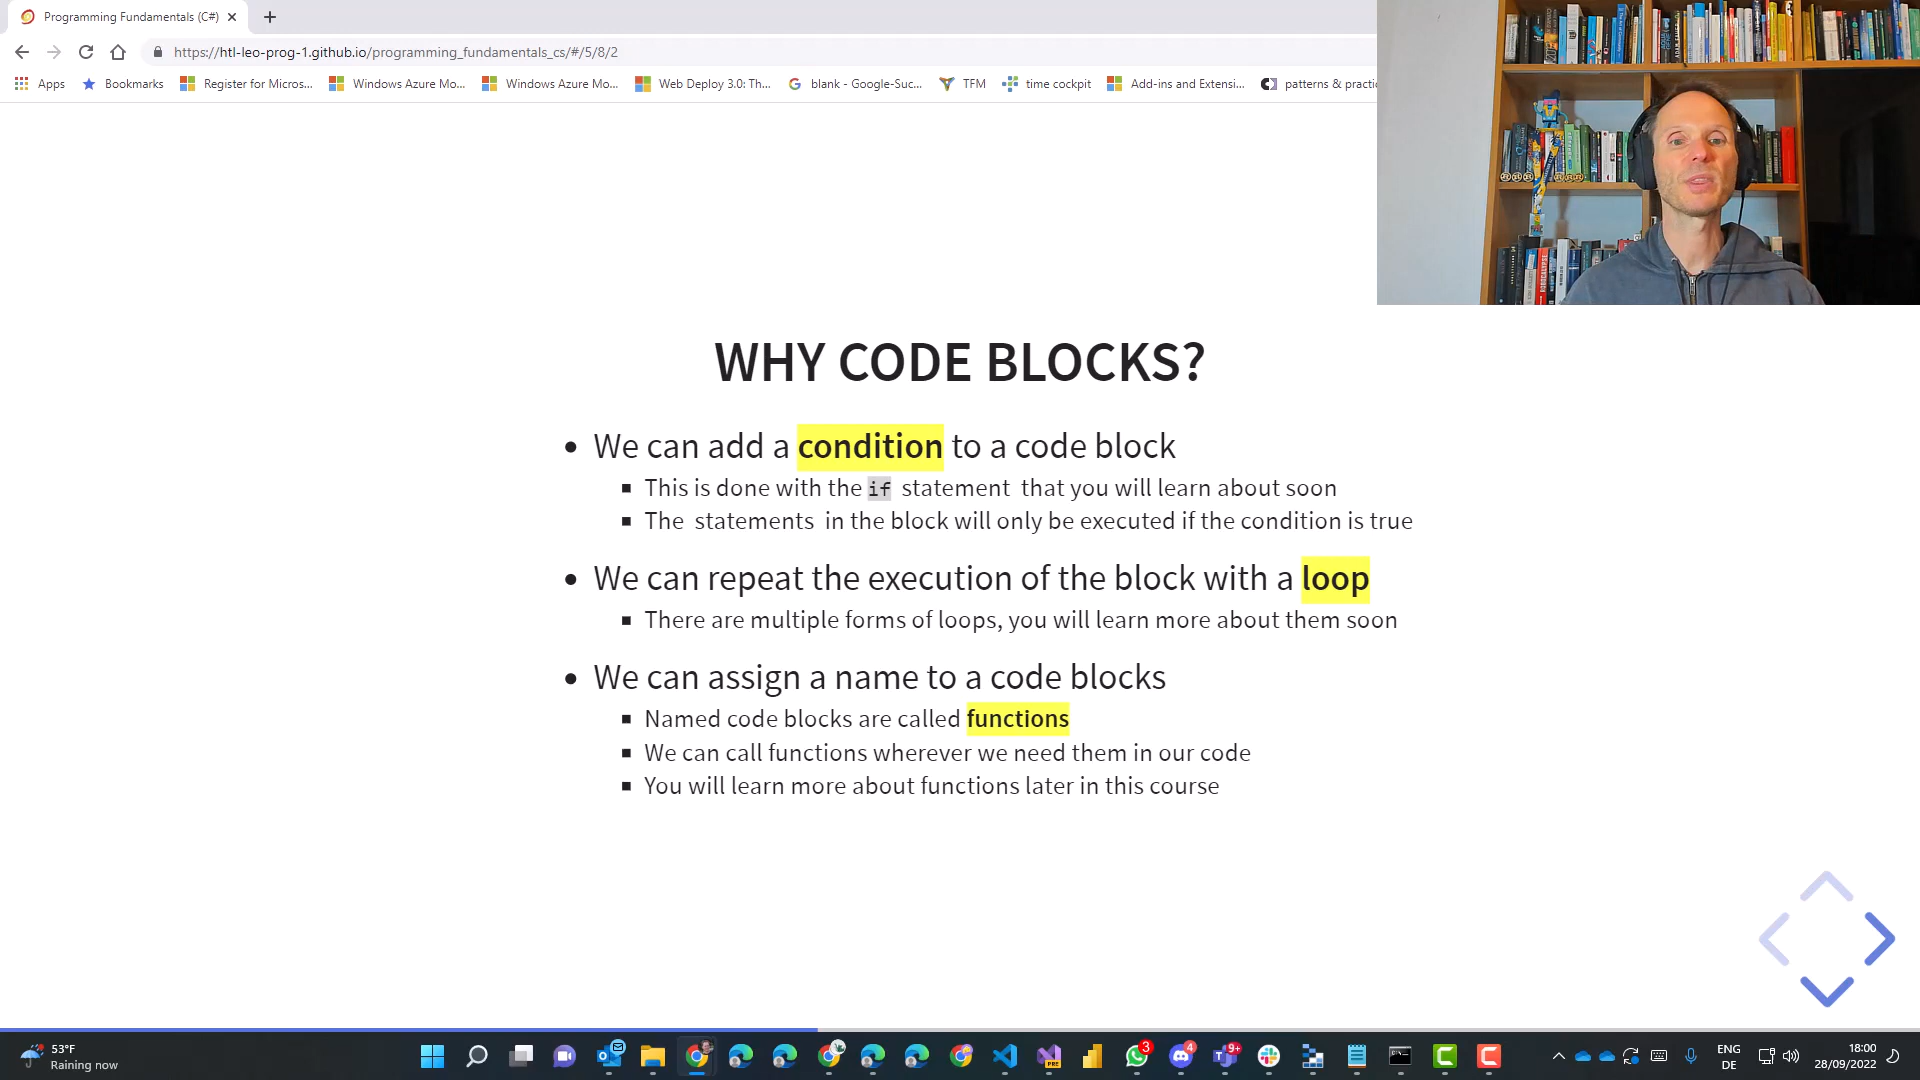 Programming Fundamentals (C#)
https://htl-leo-prog-1.github.io/programming_fundamentals_cs/#/5/8/2
Apps
Bookmarks
Register for Micros...
Windows Azure Mo...
Windows Azure Mo...
Web Deploy 3.0: Th...
blank - Google-Suc...
TFM
time cockpit
Add-ins and Extensi...
patterns & practi
WHY CODE BLOCKS?
• We can add a condition to a code block
▪ This is done with the if statement that you will learn about soon
▪ The statements in the block will only be executed if the condition is true
• We can repeat the execution of the block with a loop
▪ There are multiple forms of loops, you will learn more about them soon
• We can assign a name to a code blocks
▪ Named code blocks are called functions
▪ We can call functions wherever we need them in our code
▪ You will learn more about functions later in this course
53°F
Raining now
3
4
9+
PRE
ENG
DE
18:00
28/09/2022